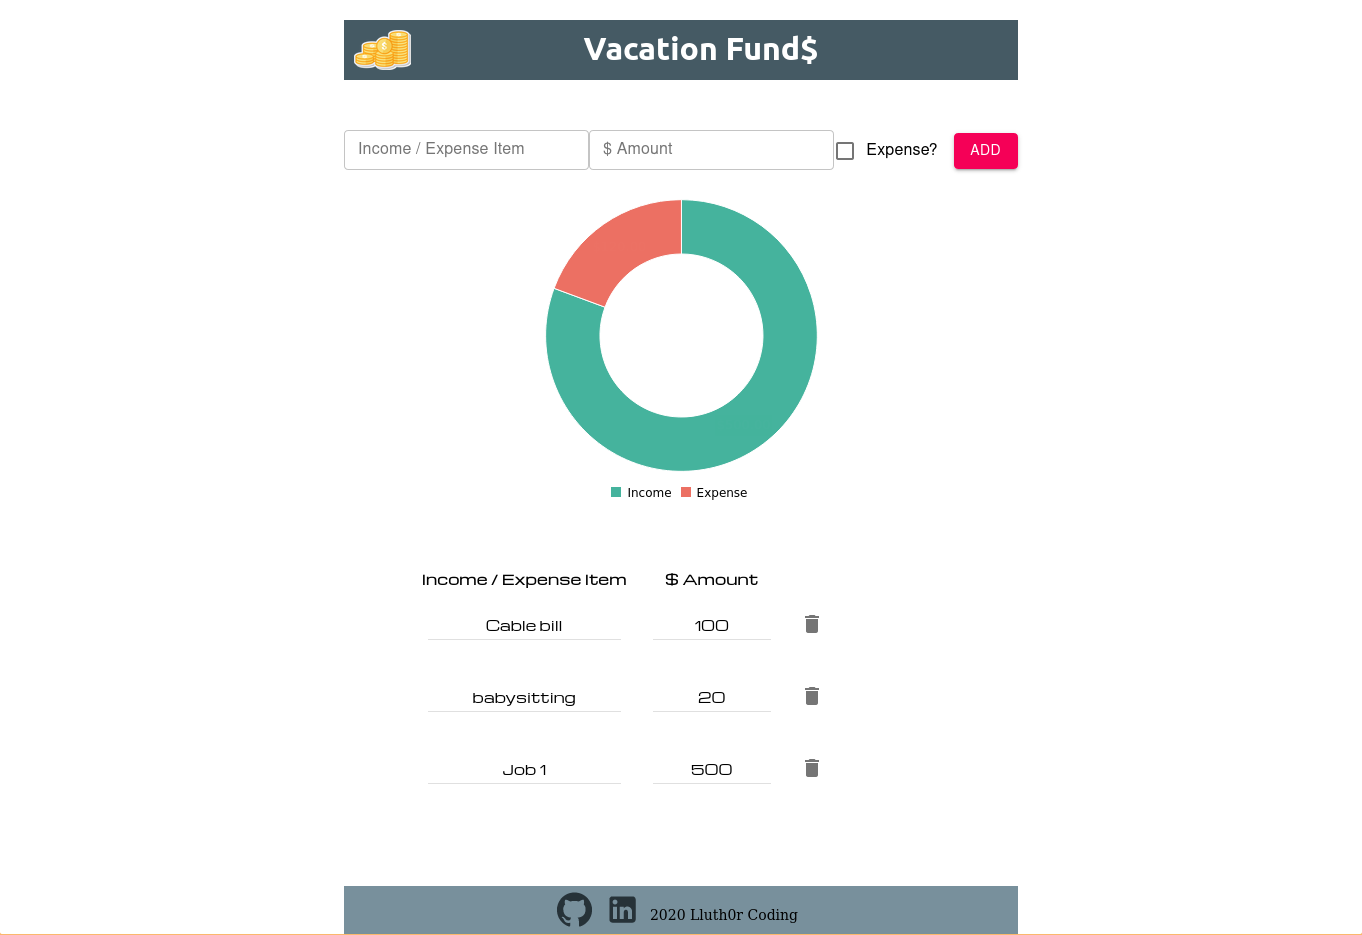 Vacation Fund$
Income / Expense Item $ Amount Expense? ADD
Income Expense
Income / Expense Item $ Amount
Cable bill 100
babysitting 20
Job 1 500
in 2020 Lluth0r Coding